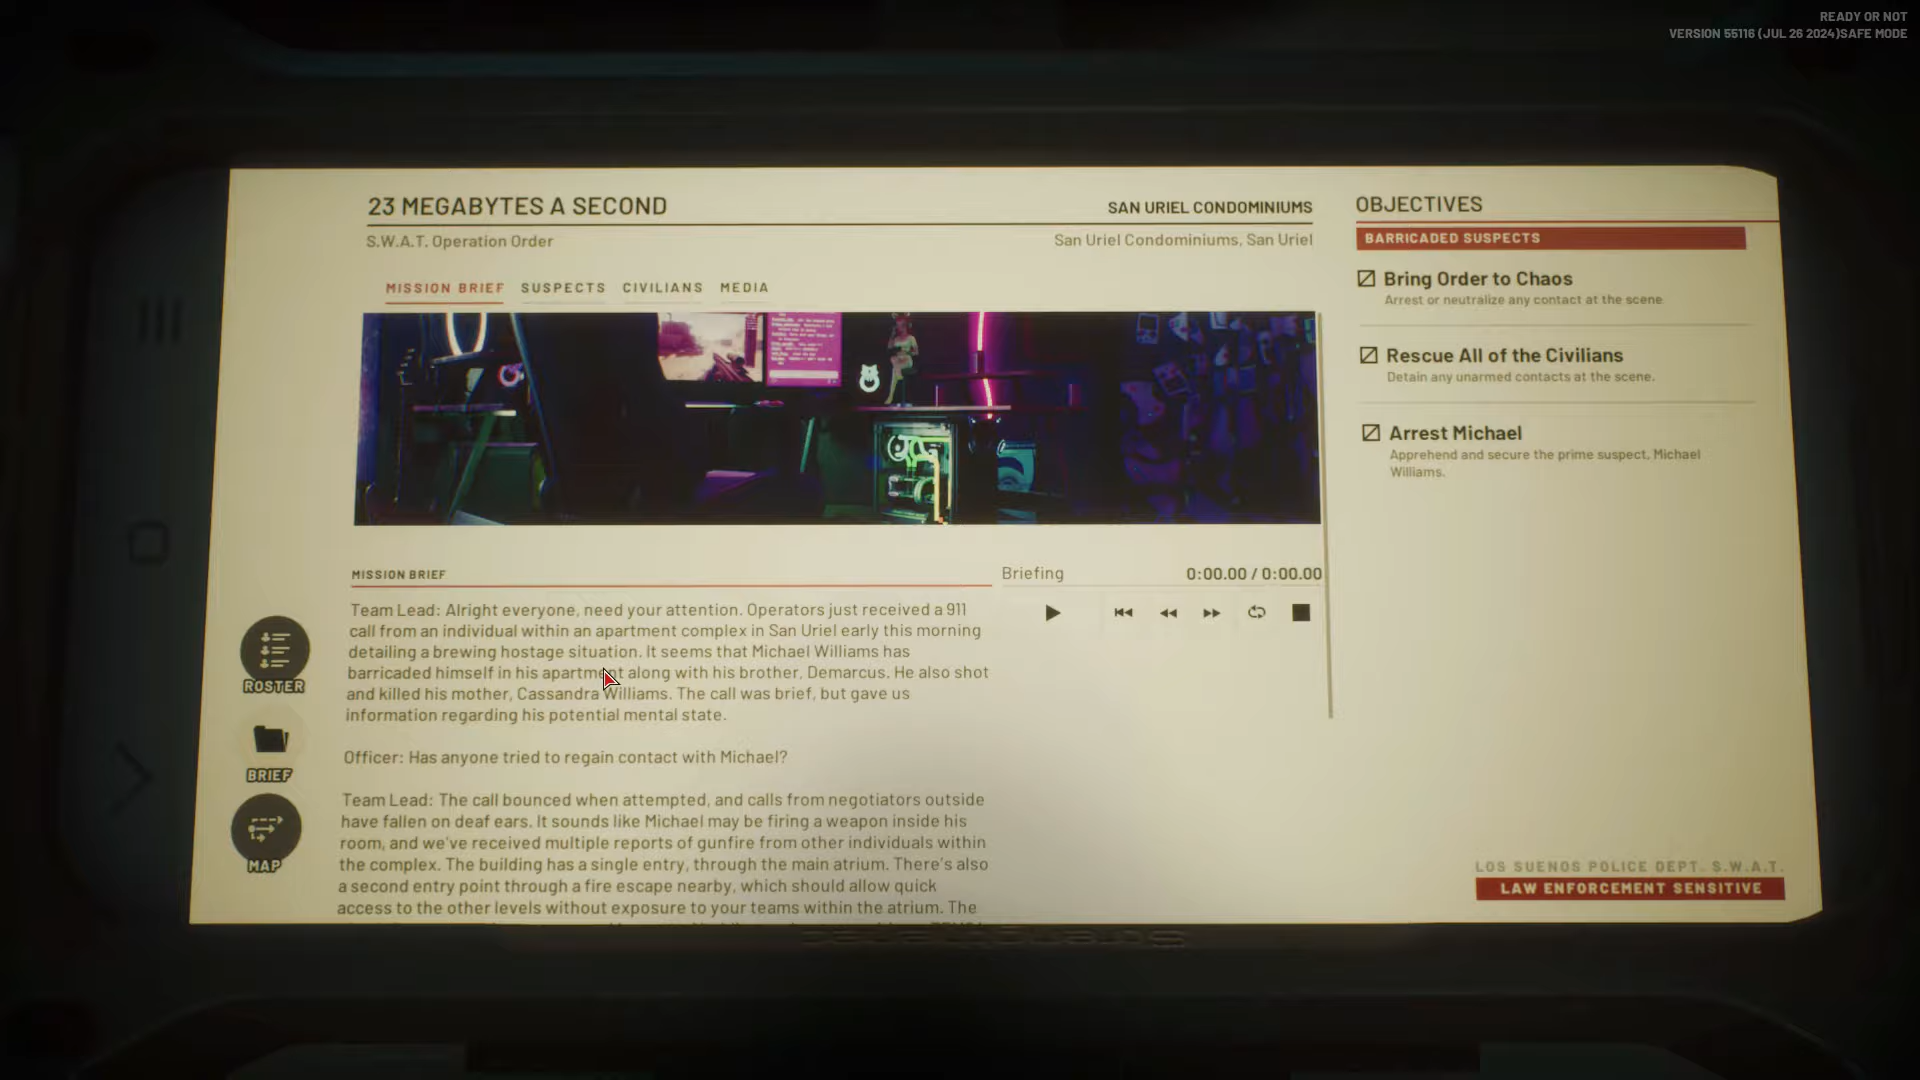 READY OR NOT
VERSION 55116 (JUL 26 2024)SAFE MODE
23 MEGABYTES A SECOND
SAN URIEL CONDOMINIUMS
S.W.A.T. Operation Order
San Uriel Condominiums, San Uriel
MISSION BRIEF SUSPECTS CIVILIANS MEDIA
MISSION BRIEF
Team Lead: Alright everyone, need your attention. Operators just received a 911
call from an individual within an apartment complex in San Uriel early this morning
detailing a brewing hostage situation. It seems that Michael Williams has
barricaded himself in his apartment along with his brother, Demarcus. He also shot
and killed his mother, Cassandra Williams. The call was brief, but gave us
information regarding his potential mental state.
Officer: Has anyone tried to regain contact with Michael?
Team Lead: The call bounced when attempted, and calls from negotiators outside
have fallen on deaf ears. It sounds like Michael may be firing a weapon inside his
room, and we've received multiple reports of gunfire from other individuals within
the complex. The building has a single entry, through the main atrium. There's also
a second entry point through a fire escape nearby, which should allow quick
access to the other levels without exposure to your teams within the atrium. The
Briefing
0:00.00 / 0:00.00
OBJECTIVES
BARRICADED SUSPECTS
Bring Order to Chaos
Arrest or neutralize any contact at the scene.
Rescue All of the Civilians
Detain any unarmed contacts at the scene.
Arrest Michael
Apprehend and secure the prime suspect, Michael
Williams.
ROSTER
BRIEF
MAP
LOS SUENOS POLICE DEPT. S.W.A.T.
LAW ENFORCEMENT SENSITIVE